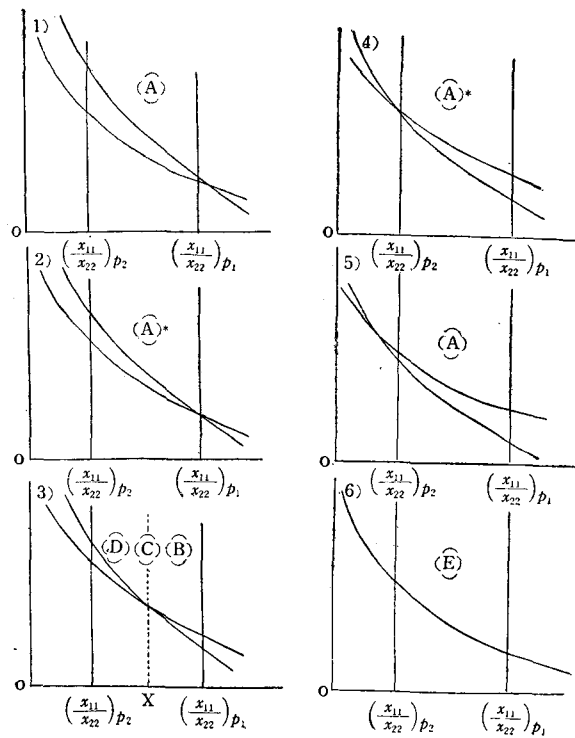 1)
(A)
O
(x₁₁/x₂₂)p₂
(x₁₁/x₂₂)p₁
2)
(A)*
O
(x₁₁/x₂₂)p₂
(x₁₁/x₂₂)p₁
3)
(D)
(C)
(B)
O
(x₁₁/x₂₂)p₂
X
(x₁₁/x₂₂)p₁
4)
(A)*
O
(x₁₁/x₂₂)p₂
(x₁₁/x₂₂)p₁
5)
(A)
O
(x₁₁/x₂₂)p₂
(x₁₁/x₂₂)p₁
6)
(E)
O
(x₁₁/x₂₂)p₂
(x₁₁/x₂₂)p₁